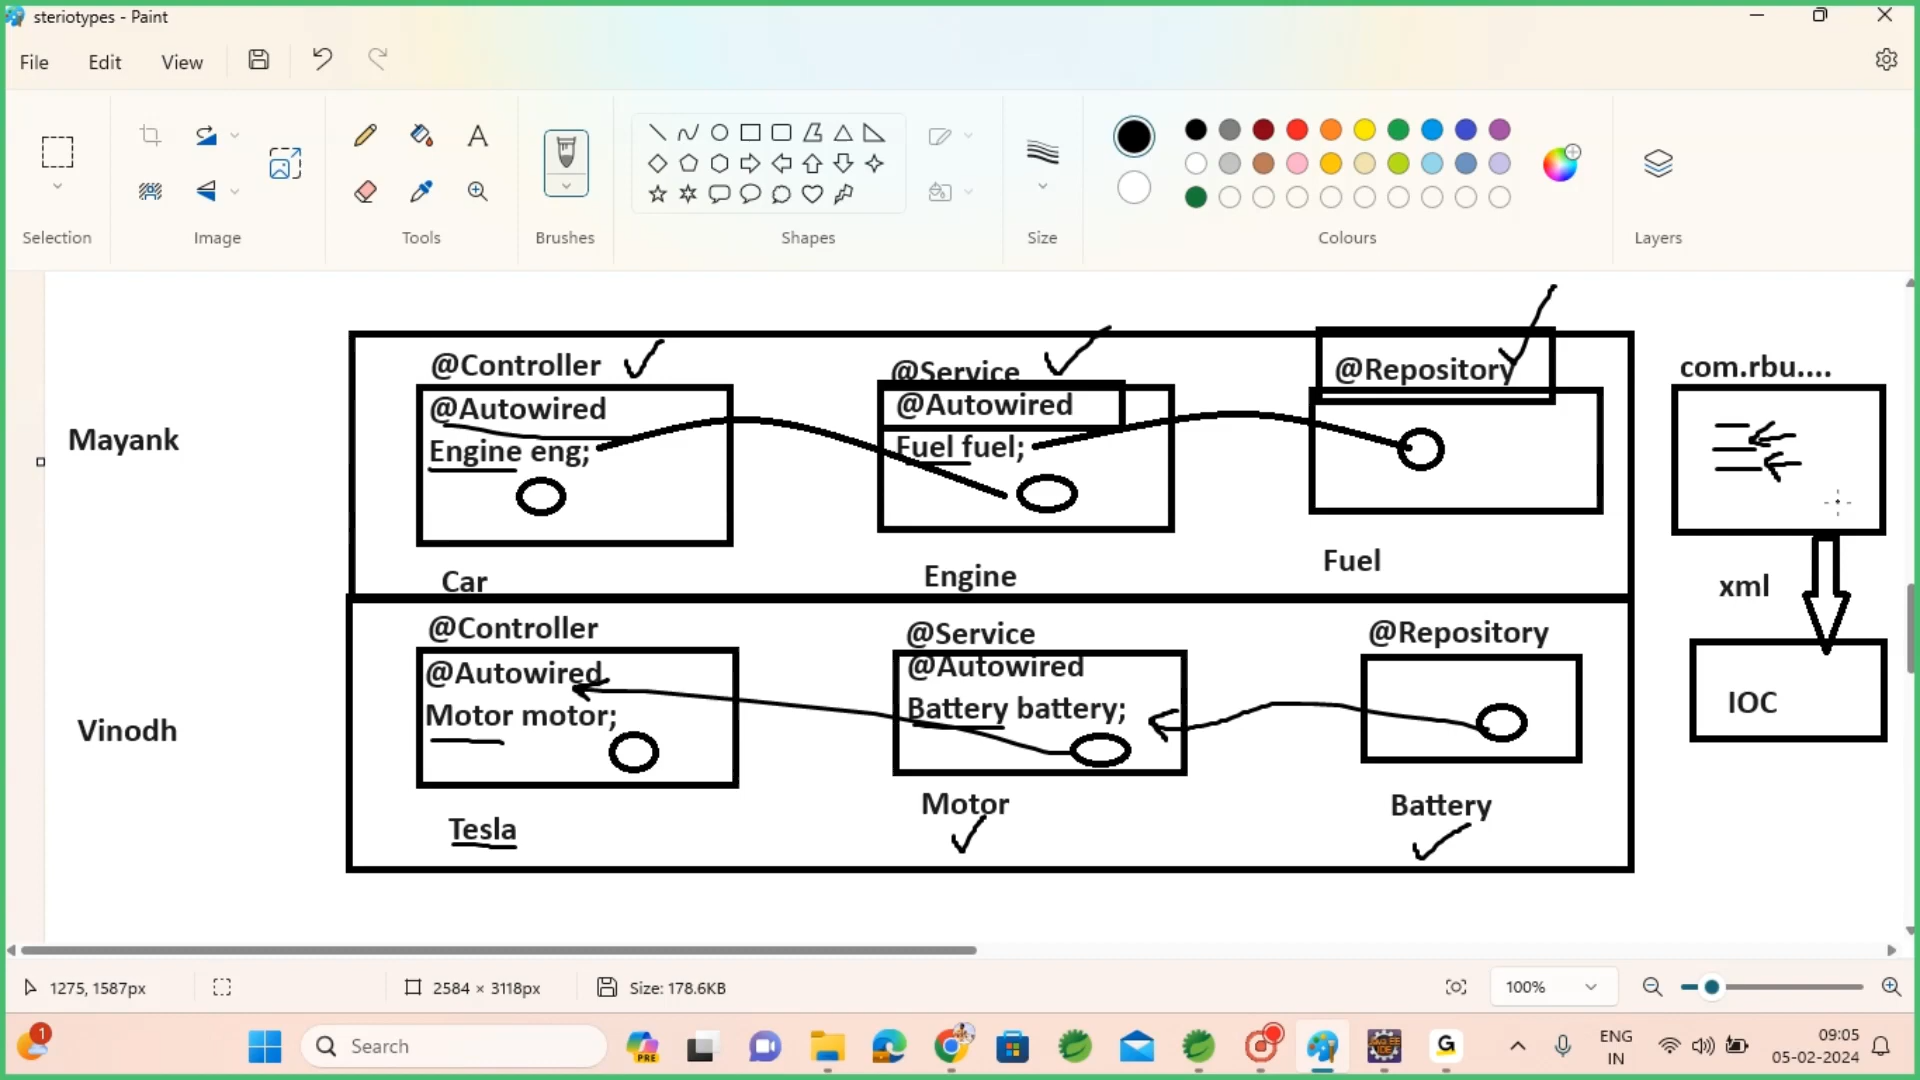 steriotypes - Paint
File Edit View
Selection Image Tools Brushes Shapes Size Colours Layers
@Controller @Service @Repository com.rbu....
@Autowired @Autowired
Mayank Engine eng; Fuel fuel;
Car Engine Fuel xml
@Controller @Service @Repository
@Autowired @Autowired
Vinodh Motor motor; Battery battery; IOC
Tesla Motor Battery
1275, 1587px 2584 × 3118px Size: 178.6KB 100%
1 Search PRE G ENG 09:05
IN 05-02-2024